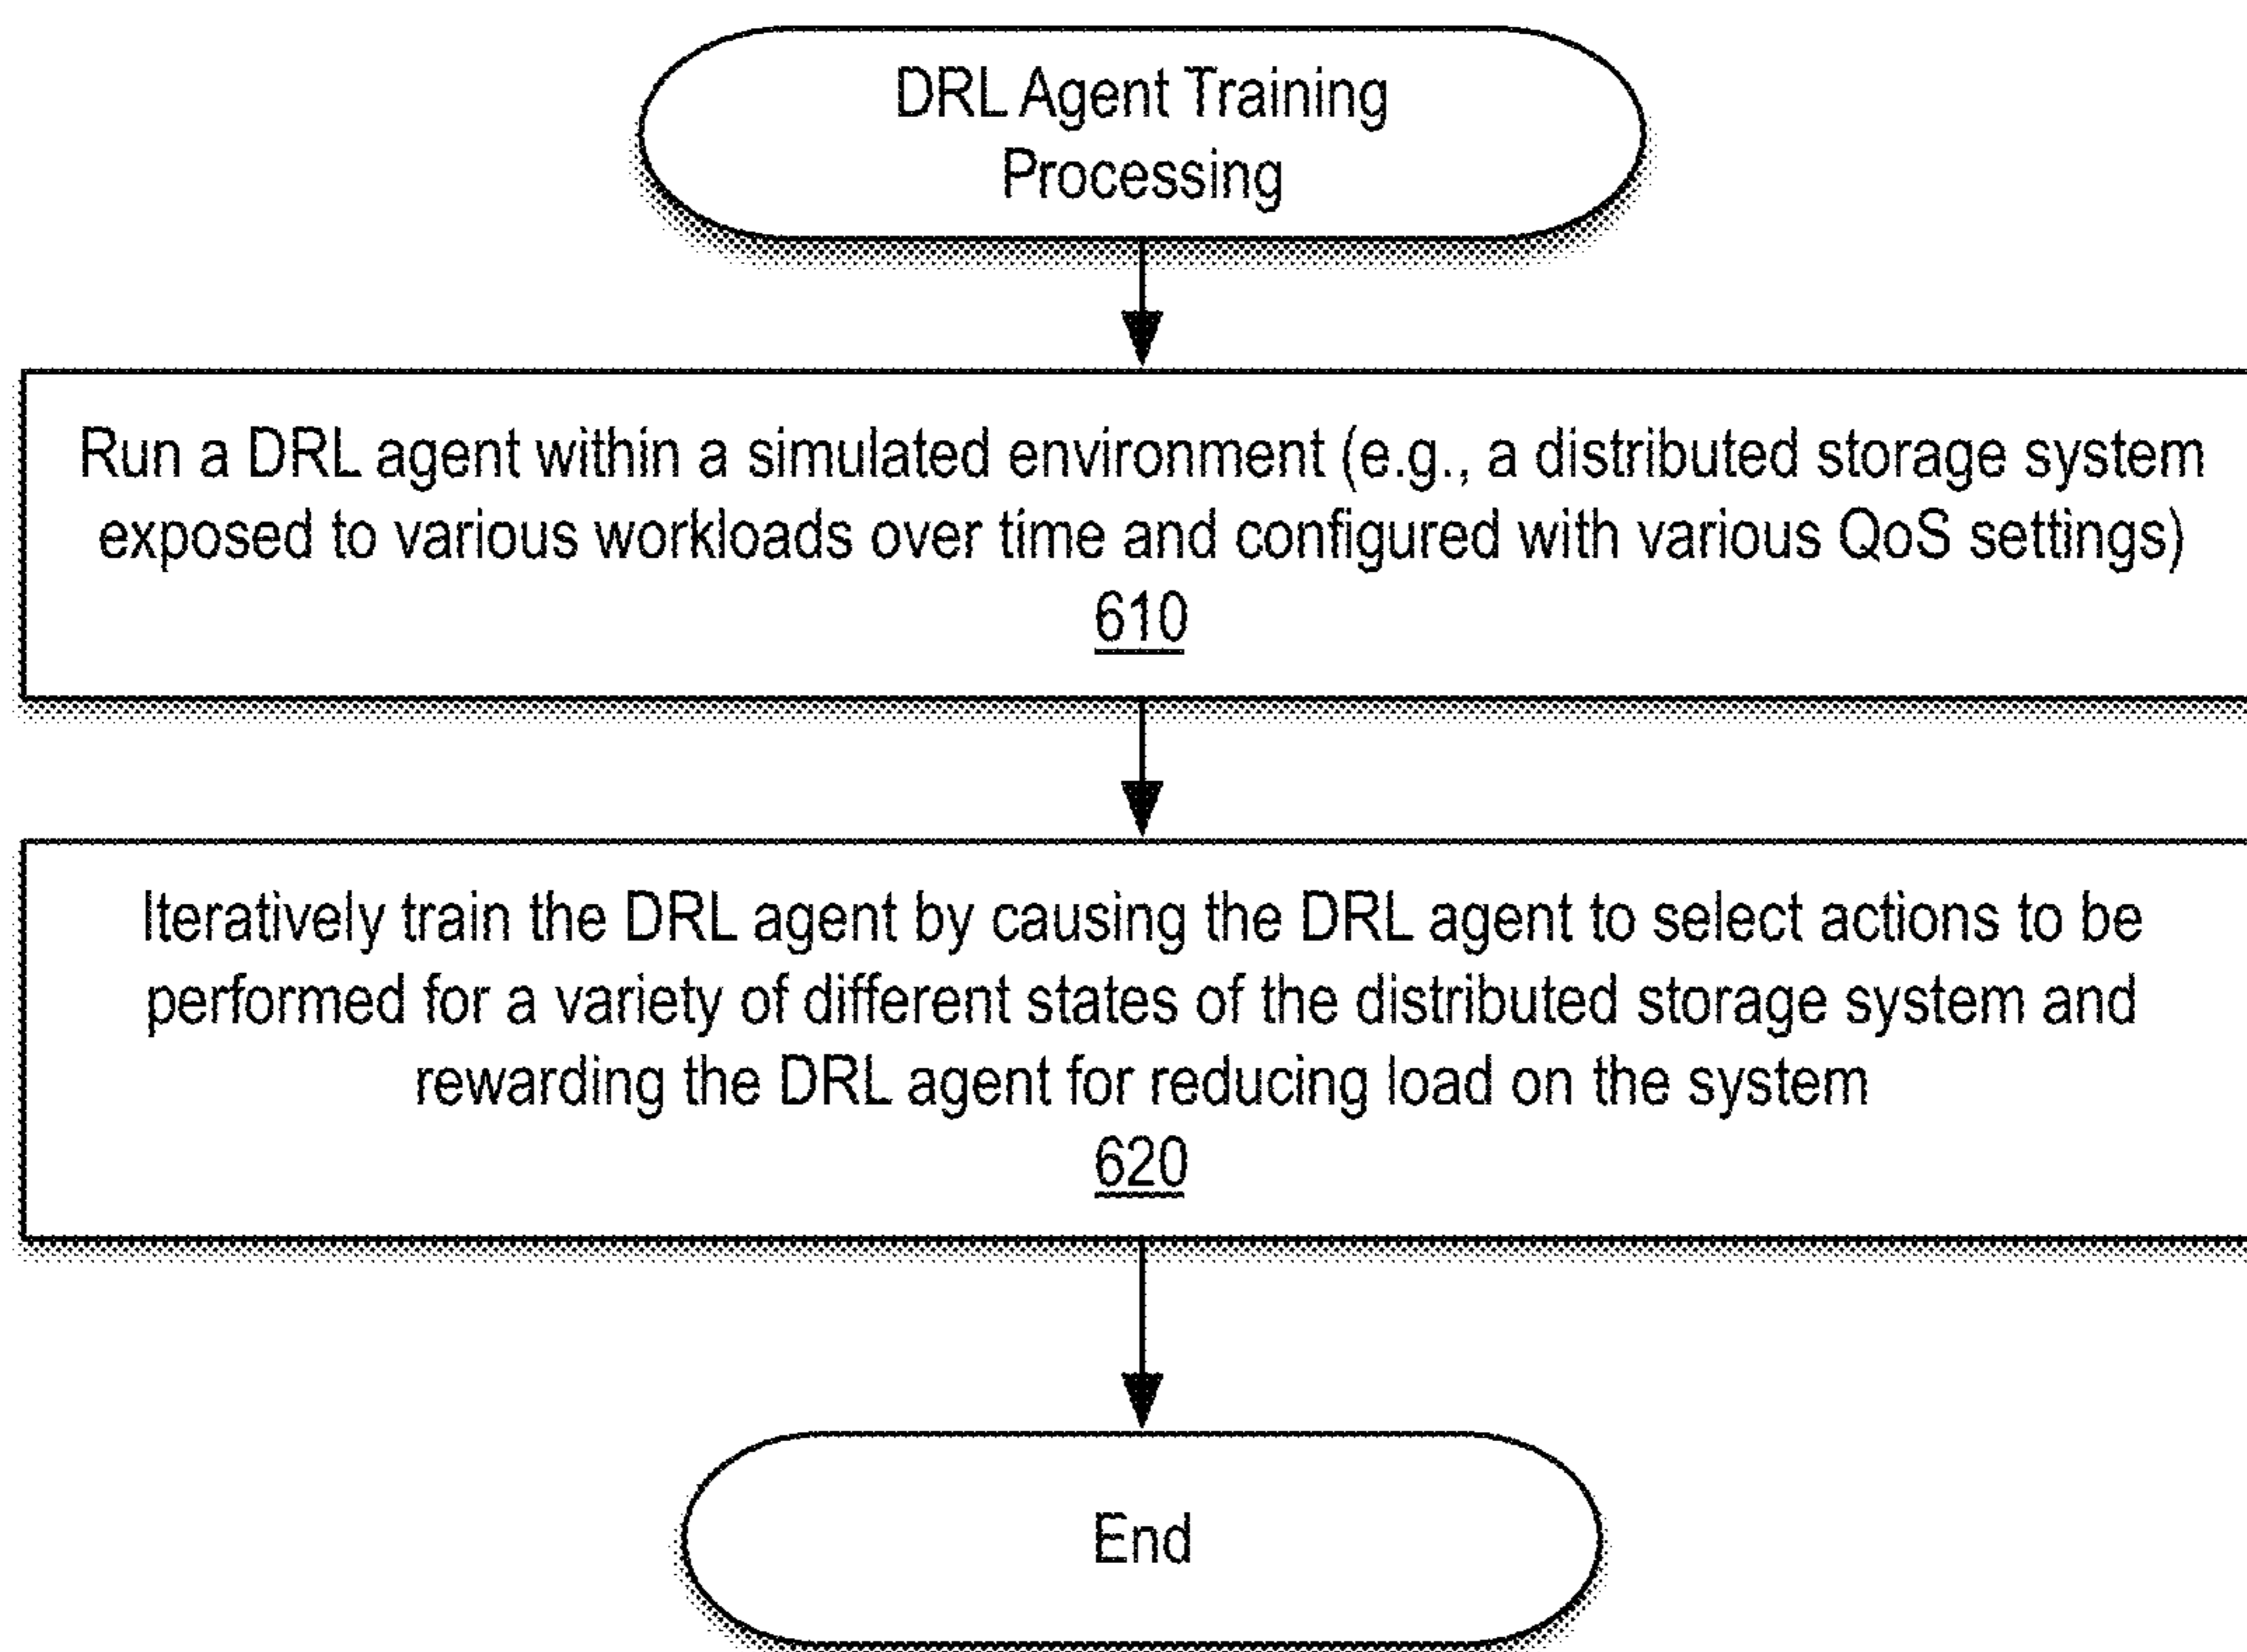 DRL Agent Training
Processing
Run a DRL agent within a simulated environment (e.g., a distributed storage system
exposed to various workloads over time and configured with various QoS settings)
610
Iteratively train the DRL agent by causing the DRL agent to select actions to be
performed for a variety of different states of the distributed storage system and
rewarding the DRL agent for reducing load on the system
620
End